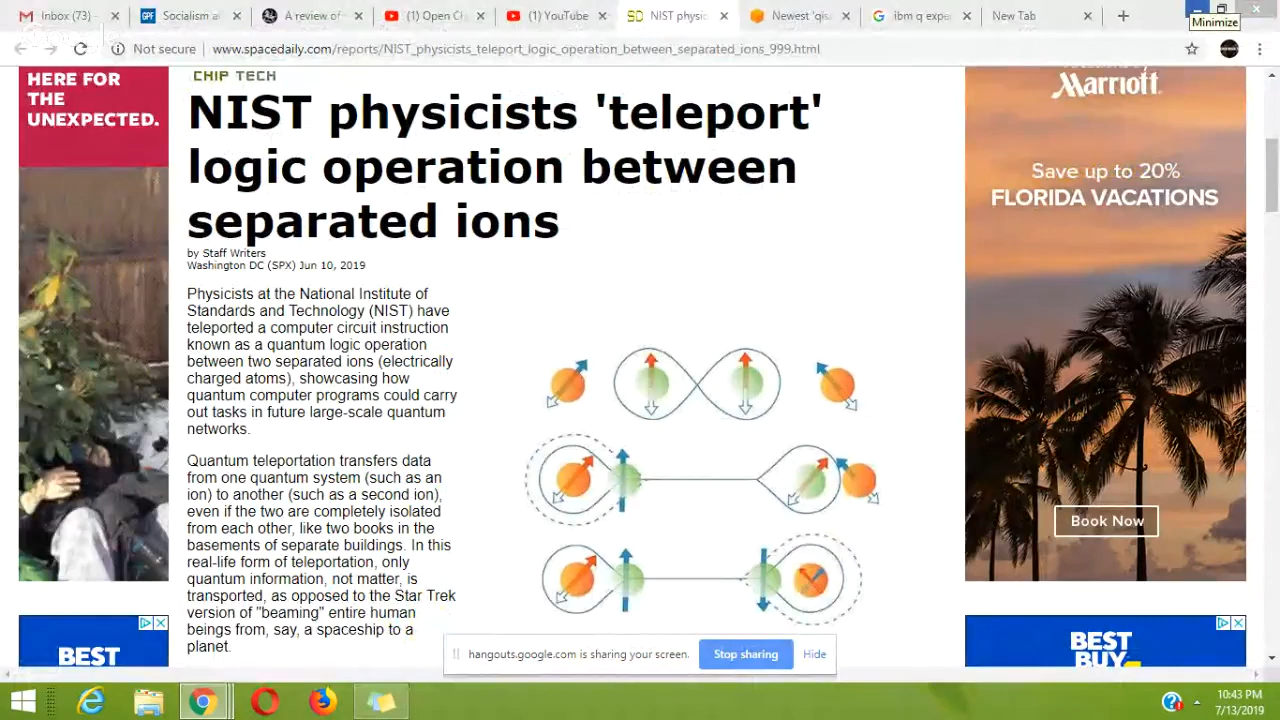 Inbox (73)
Socialism a
A review of
(1) Open C
(1) YouTube
NIST physic
Newest 'qis
ibm q expe
New Tab
Minimize
Not secure
www.spacedaily.com/reports/NIST_physicists_teleport_logic_operation_between_separated_ions_999.html
HERE FOR
THE
UNEXPECTED.
CHIP TECH
NIST physicists 'teleport'
logic operation between
separated ions
by Staff Writers
Washington DC (SPX) Jun 10, 2019
Physicists at the National Institute of
Standards and Technology (NIST) have
teleported a computer circuit instruction
known as a quantum logic operation
between two separated ions (electrically
charged atoms), showcasing how
quantum computer programs could carry
out tasks in future large-scale quantum
networks.
Quantum teleportation transfers data
from one quantum system (such as an
ion) to another (such as a second ion),
even if the two are completely isolated
from each other, like two books in the
basements of separate buildings. In this
real-life form of teleportation, only
quantum information, not matter, is
transported, as opposed to the Star Trek
version of "beaming" entire human
beings from, say, a spaceship to a
planet.
Marriott
Save up to 20%
FLORIDA VACATIONS
Book Now
BEST
BEST
BUY
hangouts.google.com is sharing your screen.
Stop sharing
Hide
10:43 PM
7/13/2019